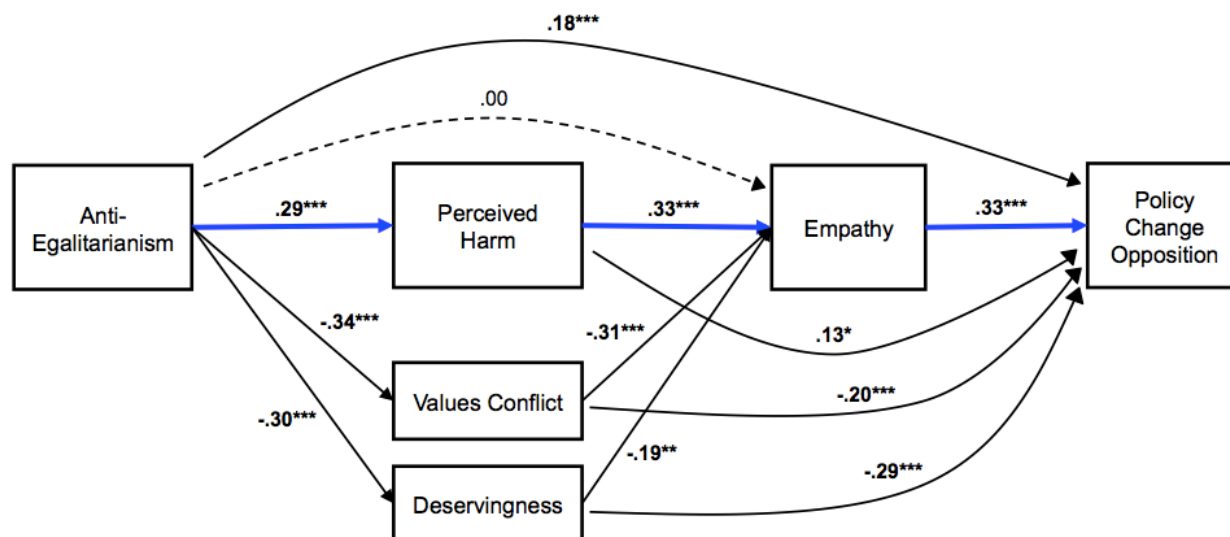 .18***
.00
Anti-
Egalitarianism
.29***
Perceived
Harm
.33***
Empathy
.33***
Policy
Change
Opposition
-.34***
-.31***
.13*
Values Conflict
-.20***
-.30***
-.19**
Deservingness
-.29***